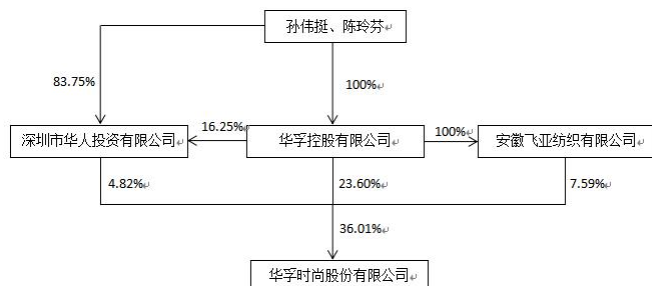 孙伟挺、陈玲芬
83.75%
100%
深圳市华人投资有限公司
16.25%
华孚控股有限公司
100%
安徽飞亚纺织有限公司
4.82%
23.60%
7.59%
36.01%
华孚时尚股份有限公司